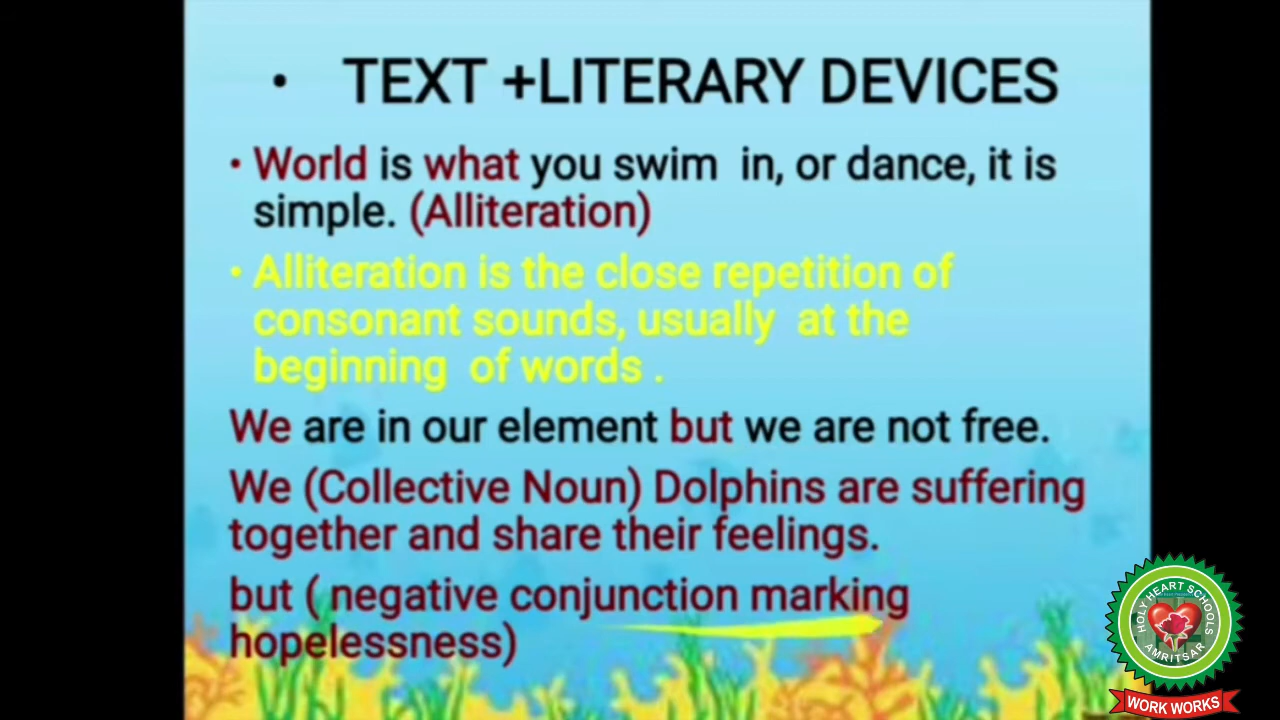 • TEXT +LITERARY DEVICES
• World is what you swim in, or dance, it is
simple. (Alliteration)
• Alliteration is the close repetition of
consonant sounds, usually at the
beginning of words .
We are in our element but we are not free.
We (Collective Noun) Dolphins are suffering
together and share their feelings.
but ( negative conjunction marking
hopelessness)
HOLY HEART SCHOOLS
AMRITSAR
WORK WORKS